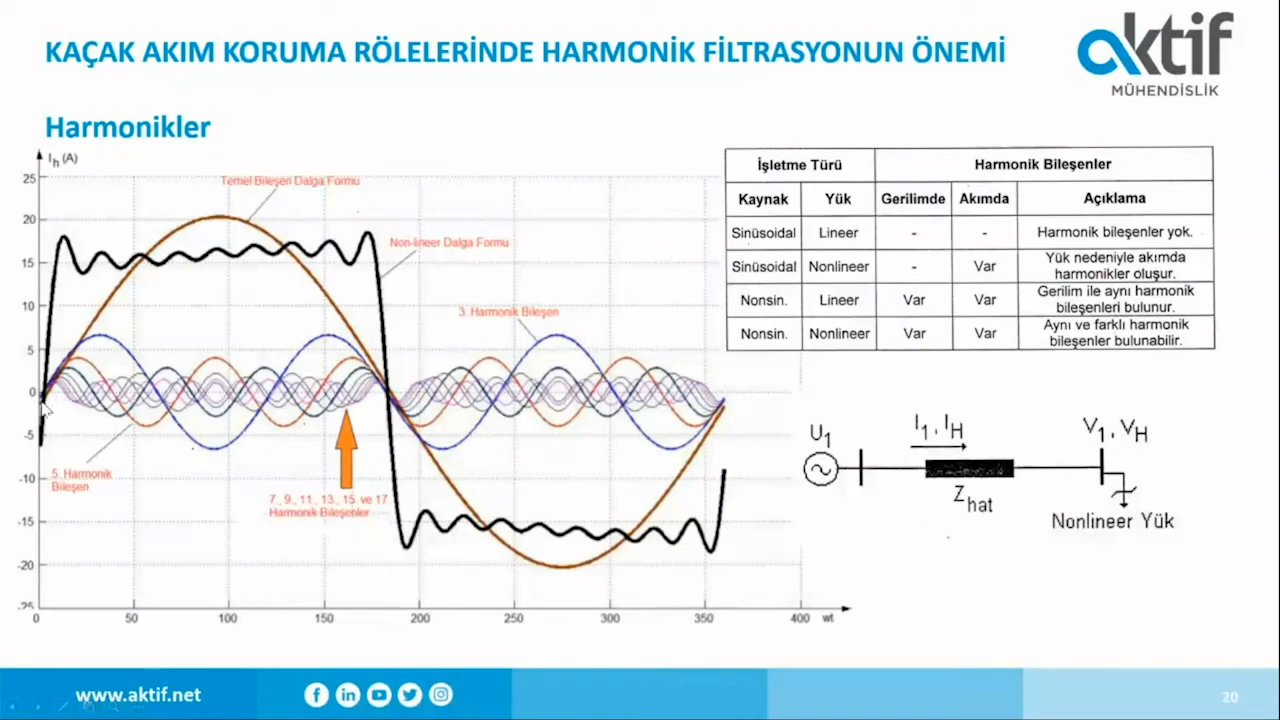 KAÇAK AKIM KORUMA RÖLELERİNDE HARMONİK FİLTRASYONUN ÖNEMİ
aktif
MÜHENDİSLİK
Harmonikler
I h (A)
25
20
15
10
5
0
-5
-10
-15
-20
-25
0
50
100
150
200
250
300
350
400
wt
Temel Bileşen Dalga Formu
Non-lineer Dalga Formu
3. Harmonik Bileşen
5. Harmonik
Bileşen
7., 9., 11., 13., 15. ve 17.
Harmonik Bileşenler
İşletme Türü Harmonik Bileşenler
Kaynak Yük Gerilimde Akımda Açıklama
Sinüsoidal Lineer - - Harmonik bileşenler yok.
Sinüsoidal Nonlineer - Var Yük nedeniyle akımda
harmonikler oluşur.
Nonsin. Lineer Var Var Gerilim ile aynı harmonik
bileşenleri bulunur.
Nonsin. Nonlineer Var Var Aynı ve farklı harmonik
bileşenler bulunabilir.
U1
I1, IH
V1, VH
Zhat
Nonlineer Yük
www.aktif.net
20